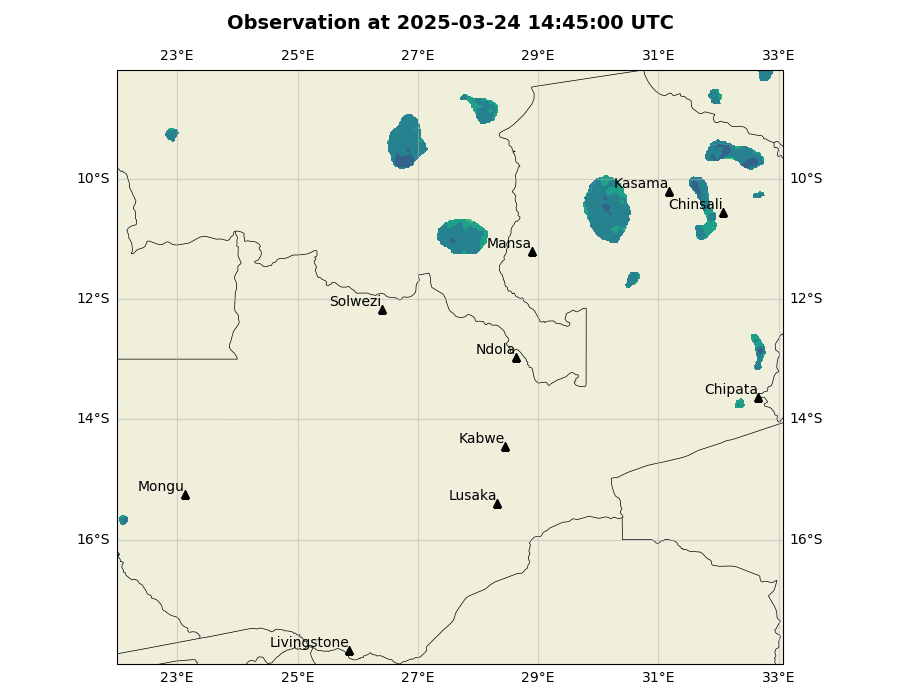 Observation at 2025-03-24 14:45:00 UTC
23°E 25°E 27°E 29°E 31°E 33°E
10°S Kasama 10°S
Chinsali
Mansa
12°S Solwezi 12°S
Ndola
Chipata
14°S 14°S
Kabwe
Mongu
Lusaka
16°S 16°S
Livingstone
23°E 25°E 27°E 29°E 31°E 33°E